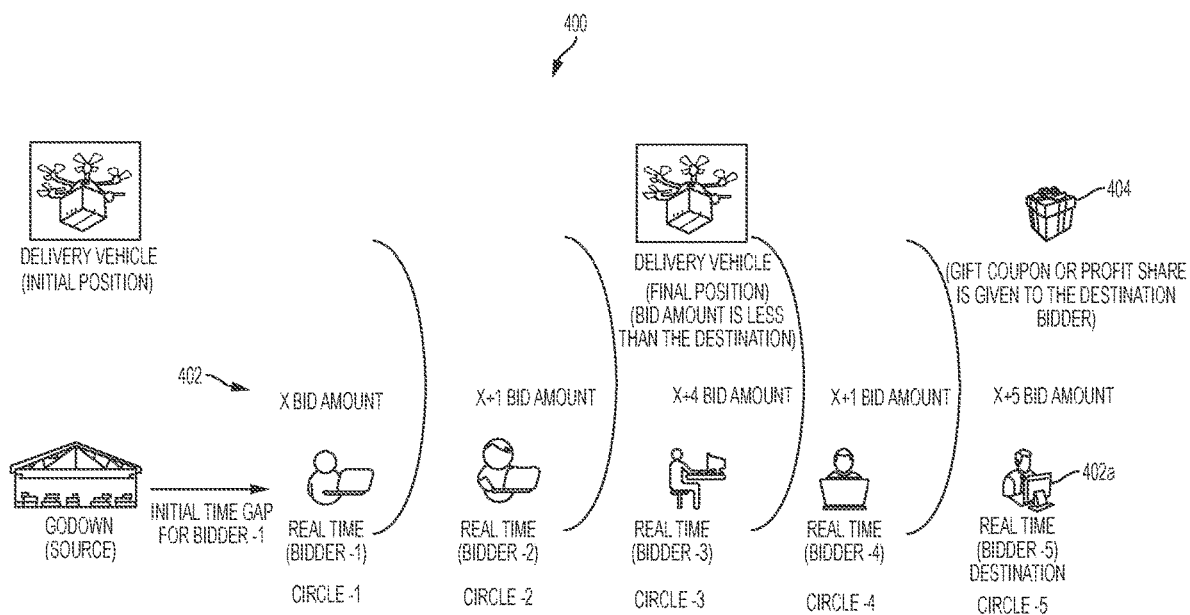 400
DELIVERY VEHICLE
(INITIAL POSITION)
DELIVERY VEHICLE
(FINAL POSITION)
(BID AMOUNT IS LESS
THAN THE DESTINATION)
404
(GIFT COUPON OR PROFIT SHARE
IS GIVEN TO THE DESTINATION
BIDDER)
402
X BID AMOUNT
X+1 BID AMOUNT
X+4 BID AMOUNT
X+1 BID AMOUNT
X+5 BID AMOUNT
402a
GODOWN
(SOURCE)
INITIAL TIME GAP
FOR BIDDER -1
REAL TIME
(BIDDER -1)
CIRCLE -1
REAL TIME
(BIDDER -2)
CIRCLE -2
REAL TIME
(BIDDER -3)
CIRCLE -3
REAL TIME
(BIDDER -4)
CIRCLE -4
REAL TIME
(BIDDER -5)
DESTINATION
CIRCLE -5